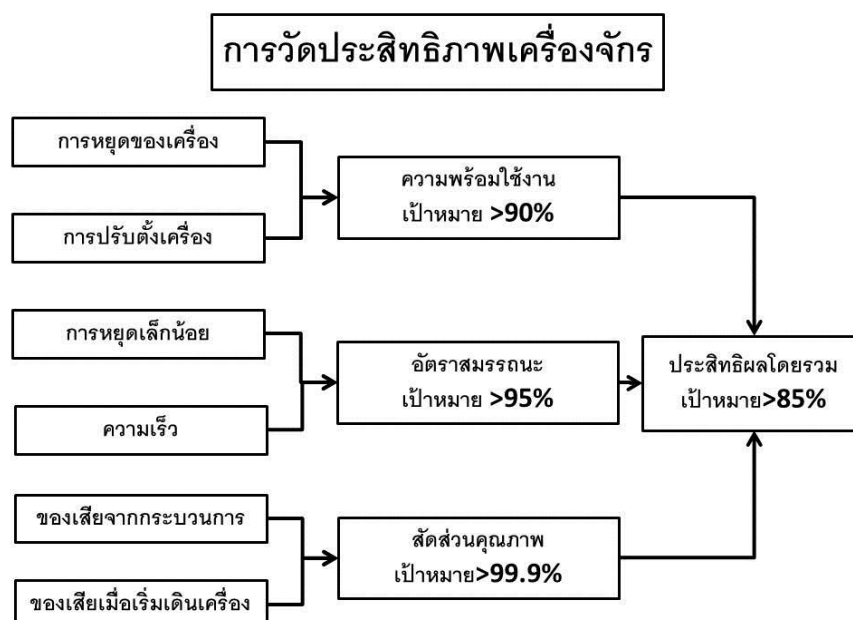 การวัดประสิทธิภาพเครื่องจักร
การหยุดของเครื่อง
ความพร้อมใช้งาน
เป้าหมาย >90%
การปรับตั้งเครื่อง
การหยุดเล็กน้อย
อัตราสมรรถนะ
เป้าหมาย >95%
ประสิทธิผลโดยรวม
เป้าหมาย>85%
ความเร็ว
ของเสียจากกระบวนการ
สัดส่วนคุณภาพ
เป้าหมาย>99.9%
ของเสียเมื่อเริ่มเดินเครื่อง